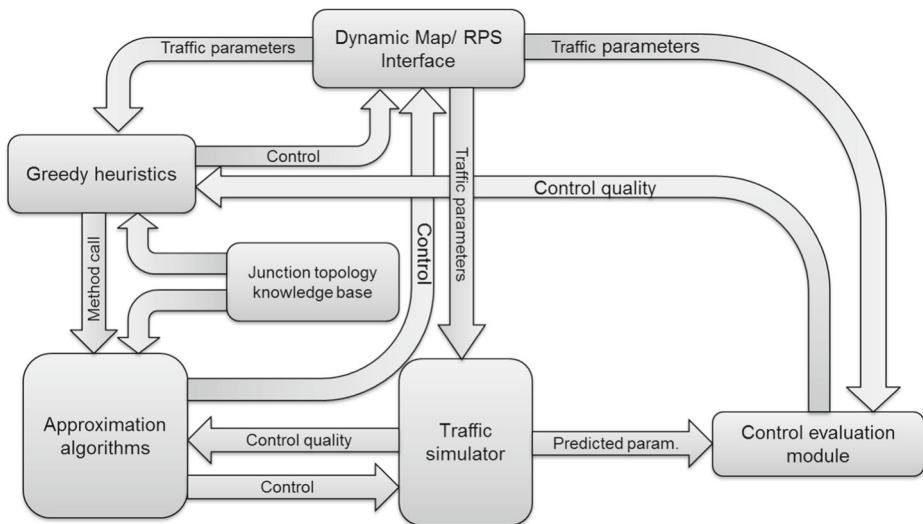 Traffic parameters
Dynamic Map/ RPS
Interface
Traffic parameters
Greedy heuristics
Control
Traffic parameters
Control quality
Method call
Junction topology
knowledge base
Control
Approximation
algorithms
Control quality
Traffic
simulator
Predicted param.
Control evaluation
module
Control